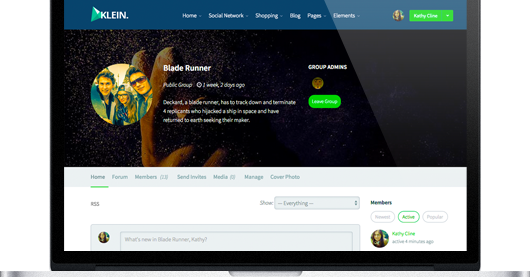 KLEIN.
Home Social Network Shopping Blog Pages Elements
Kathy Cline
Blade Runner
Public Group 1 week, 2 days ago
Deckard, a blade runner, has to track down and terminate
4 replicants who hijacked a ship in space and have
returned to earth seeking their maker.
GROUP ADMINS
Leave Group
Home Forum Members (13) Send Invites Media (0) Manage Cover Photo
RSS
Show: — Everything —
What's new in Blade Runner, Kathy?
Members
Newest Active Popular
Kathy Cline
active 4 minutes ago